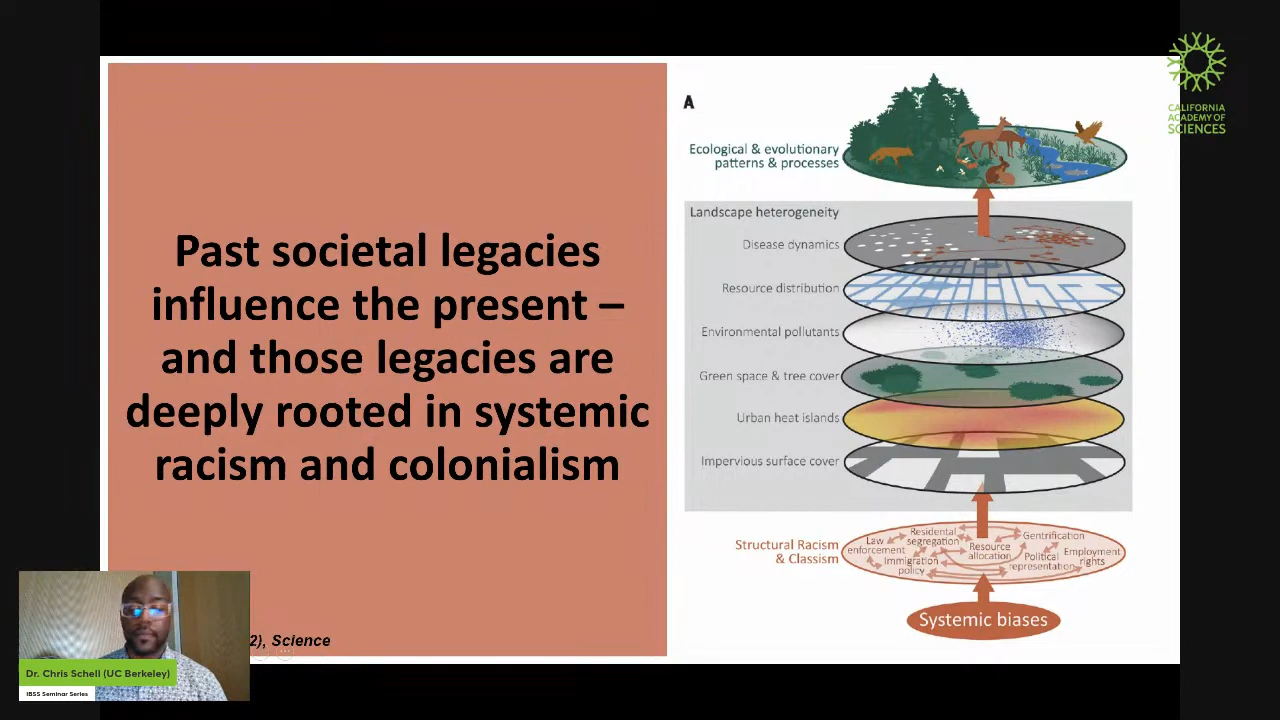 Past societal legacies
influence the present –
and those legacies are
deeply rooted in systemic
racism and colonialism
2), Science
Dr. Chris Schell (UC Berkeley)
IBSS Seminar Series
A
Ecological & evolutionary
patterns & processes
Landscape heterogeneity
Disease dynamics
Resource distribution
Environmental pollutants
Green space & tree cover
Urban heat islands
Impervious surface cover
Structural Racism
& Classism
Law
enforcement
Residential
segregation
Immigration
policy
Resource
allocation
Gentrification
Political
representation
Employment
rights
Systemic biases
CALIFORNIA
ACADEMY OF
SCIENCES